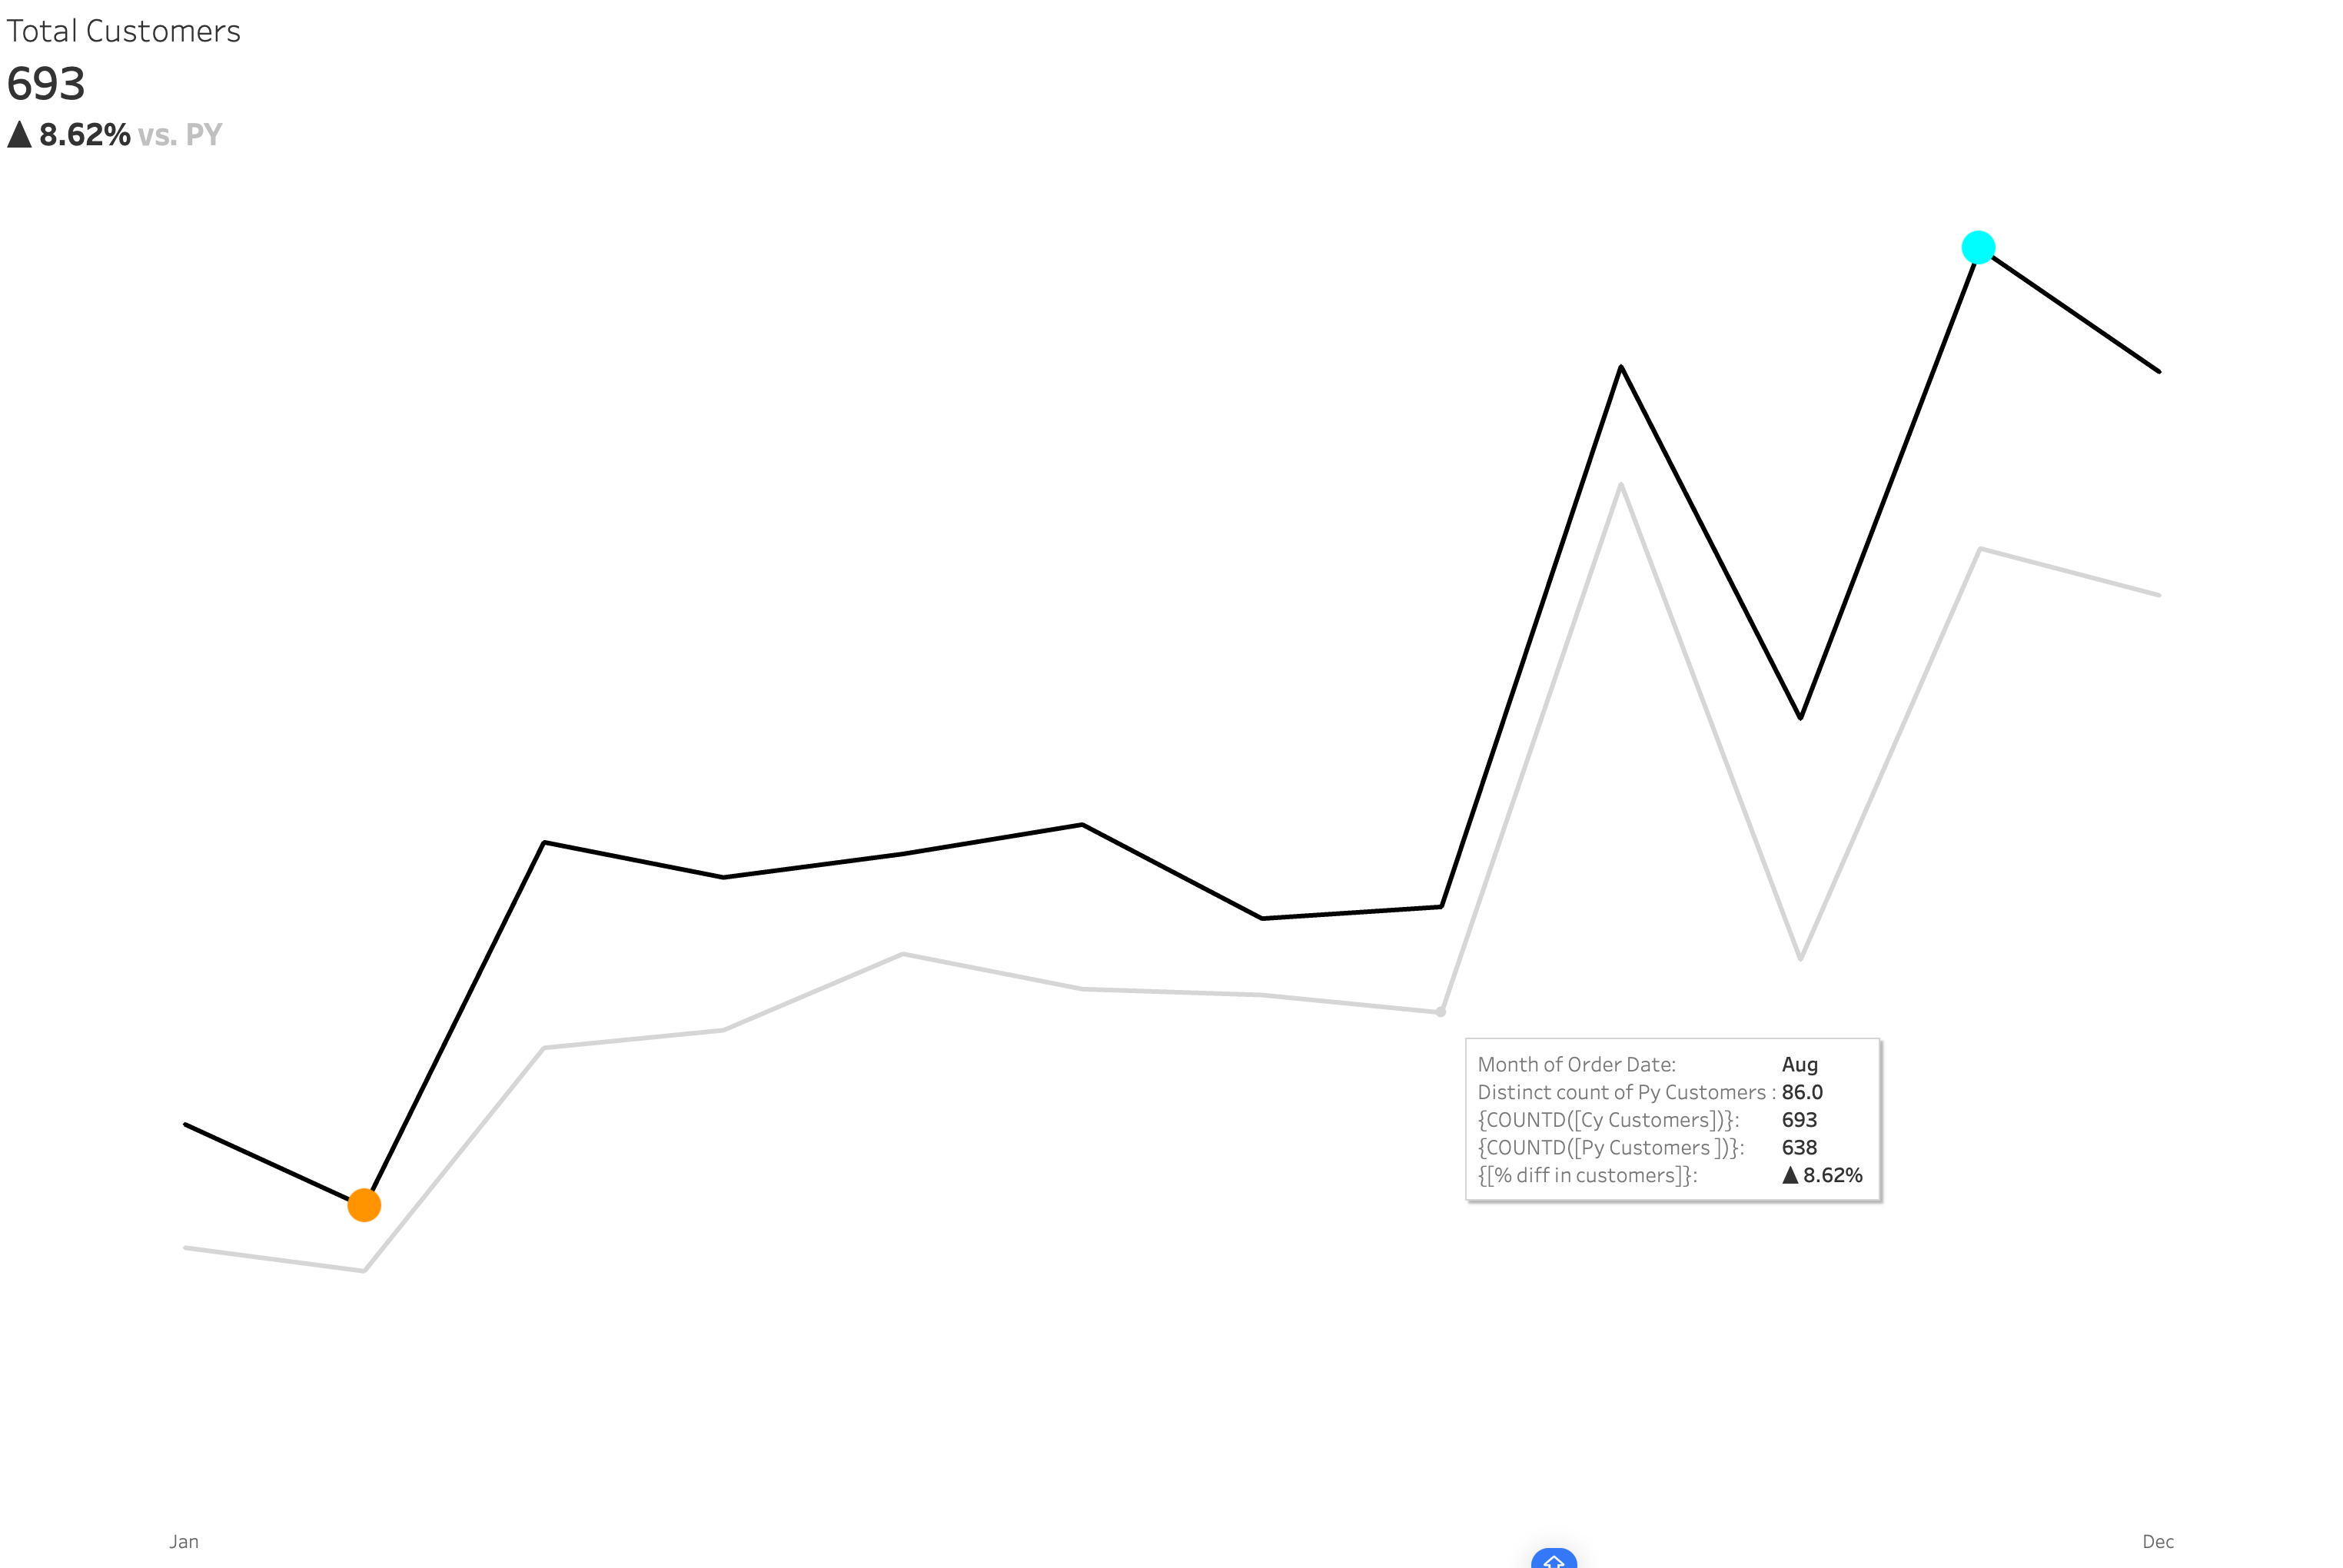 Total Customers
693
▲ 8.62% vs. PY
Month of Order Date: Aug
Distinct count of Py Customers : 86.0
{COUNTD([Cy Customers])}: 693
{COUNTD([Py Customers ])}: 638
{[% diff in customers]}: ▲ 8.62%
Jan Dec